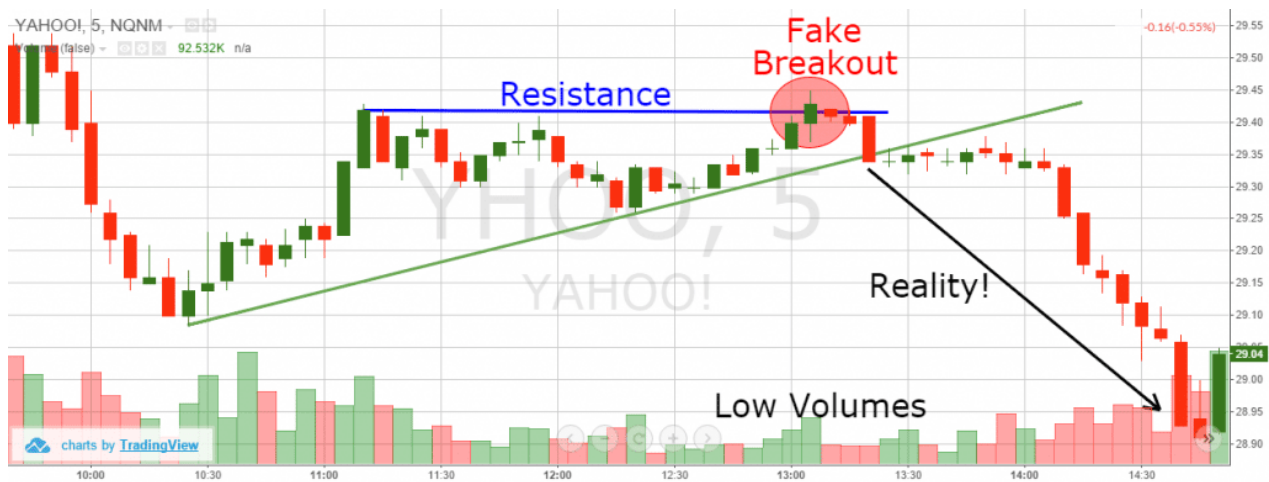 YAHOO!, 5, NQNM
-0.16(-0.55%)
Volume (false) 92.532K n/a
Fake
Breakout
Resistance
YHOO, 5
YAHOO!
Reality!
Low Volumes
charts by TradingView
29.55
29.50
29.45
29.40
29.35
29.30
29.25
29.20
29.15
29.10
29.05
29.04
29.00
28.95
28.90
10:00 10:30 11:00 11:30 12:00 12:30 13:00 13:30 14:00 14:30